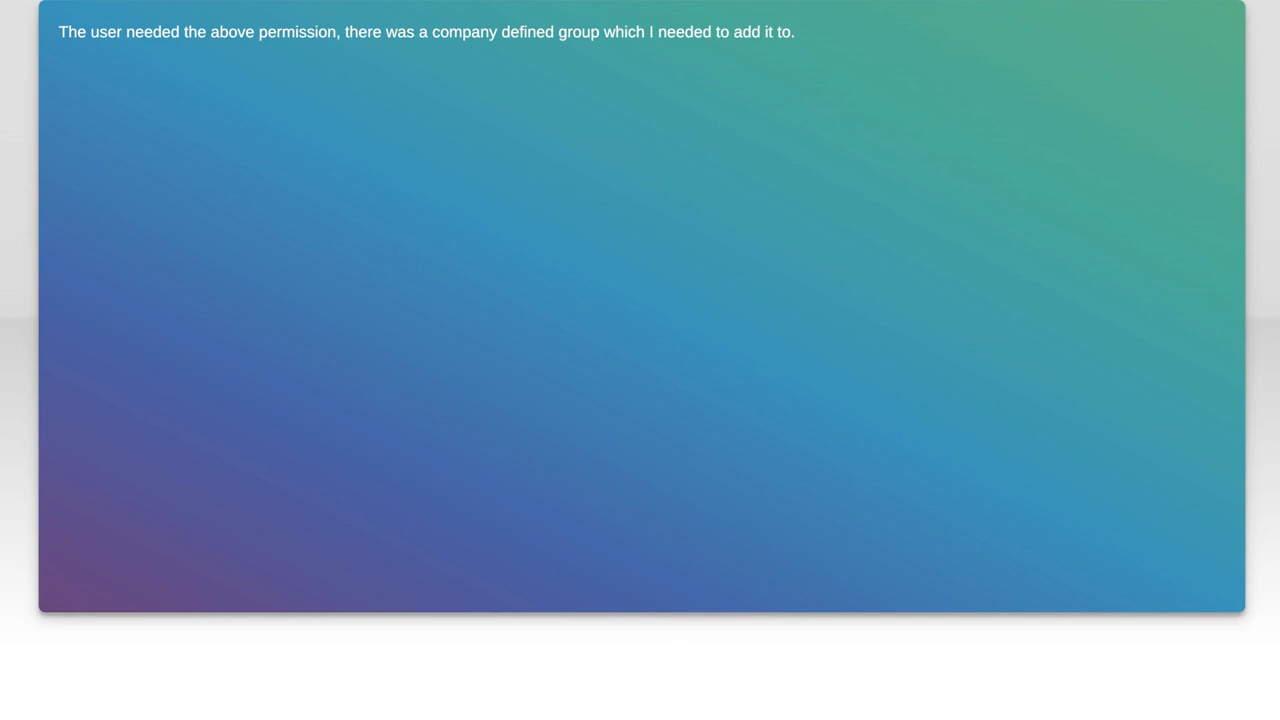 The user needed the above permission, there was a company defined group which I needed to add it to.